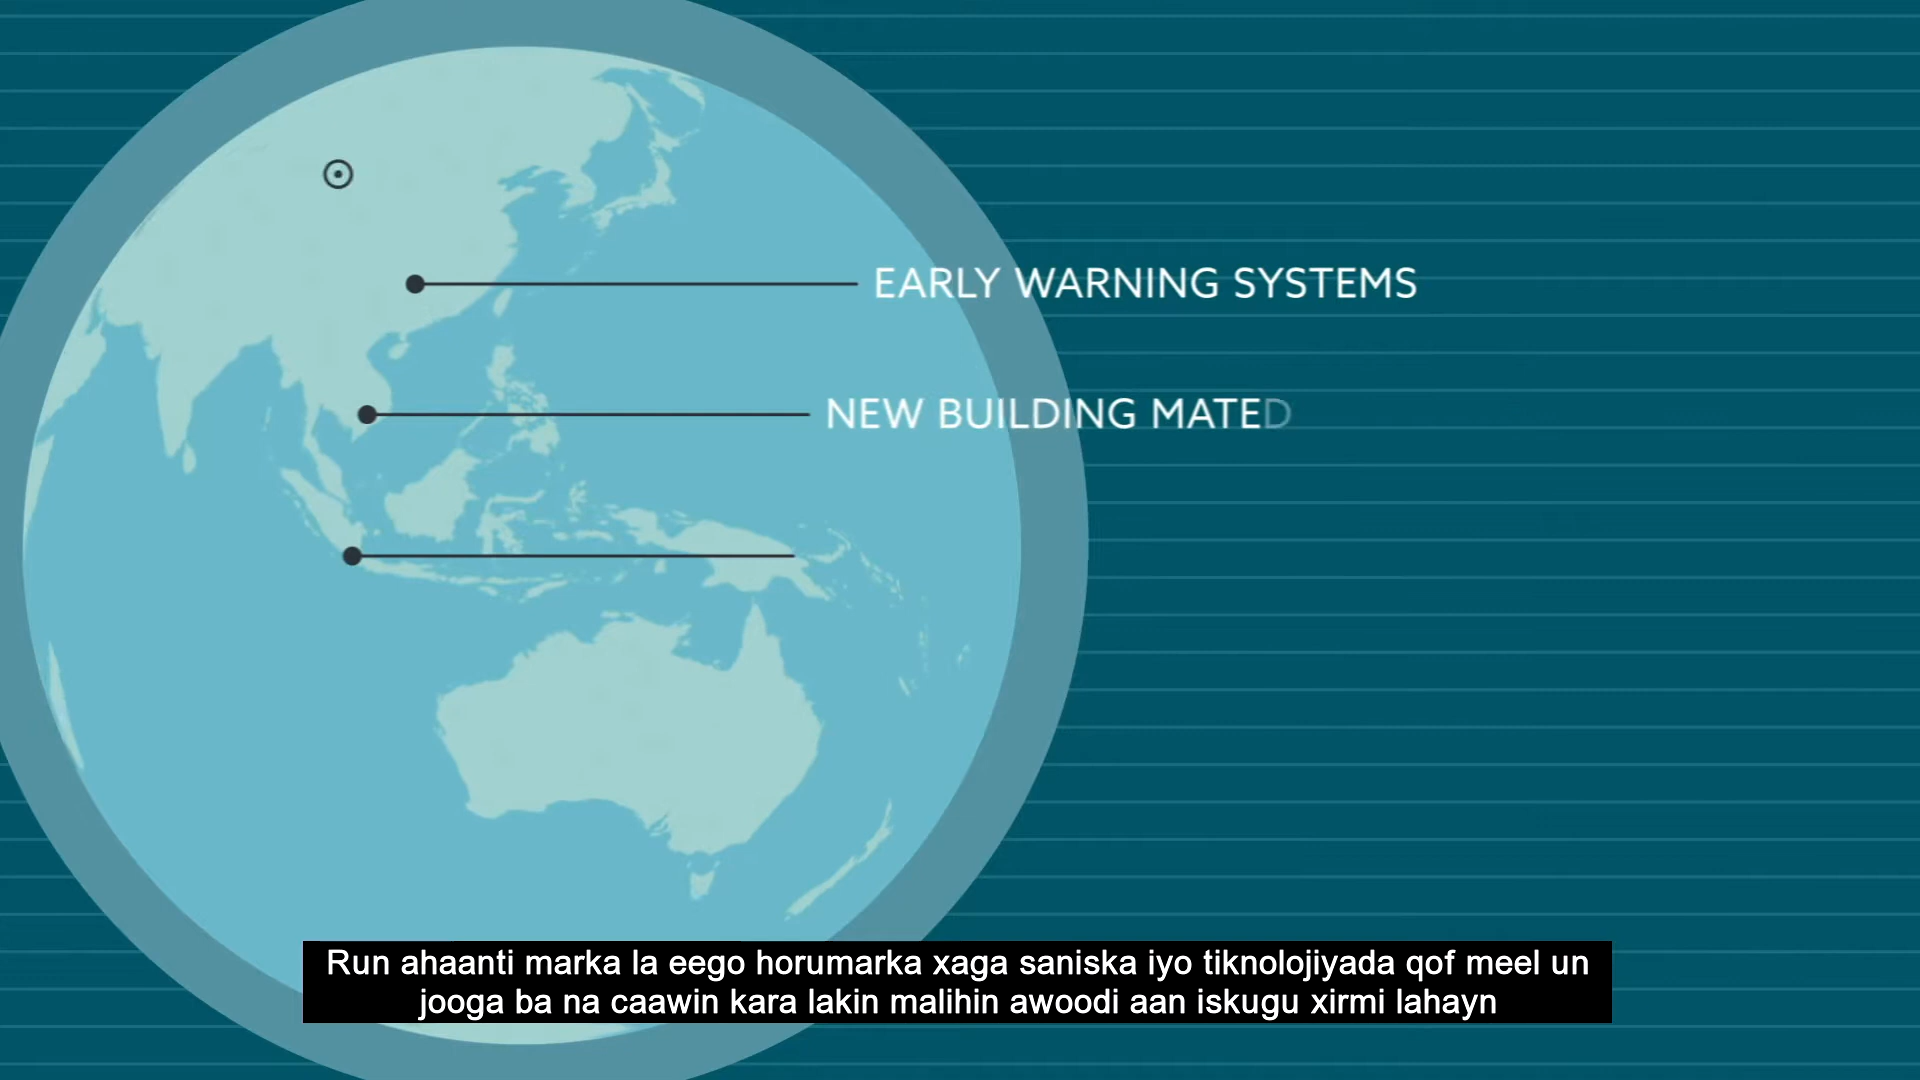 EARLY WARNING SYSTEMS
NEW BUILDING MATED
Run ahaanti marka la eego horumarka xaga saniska iyo tiknolojiyada qof meel un
jooga ba na caawin kara lakin malihin awoodi aan iskugu xirmi lahayn